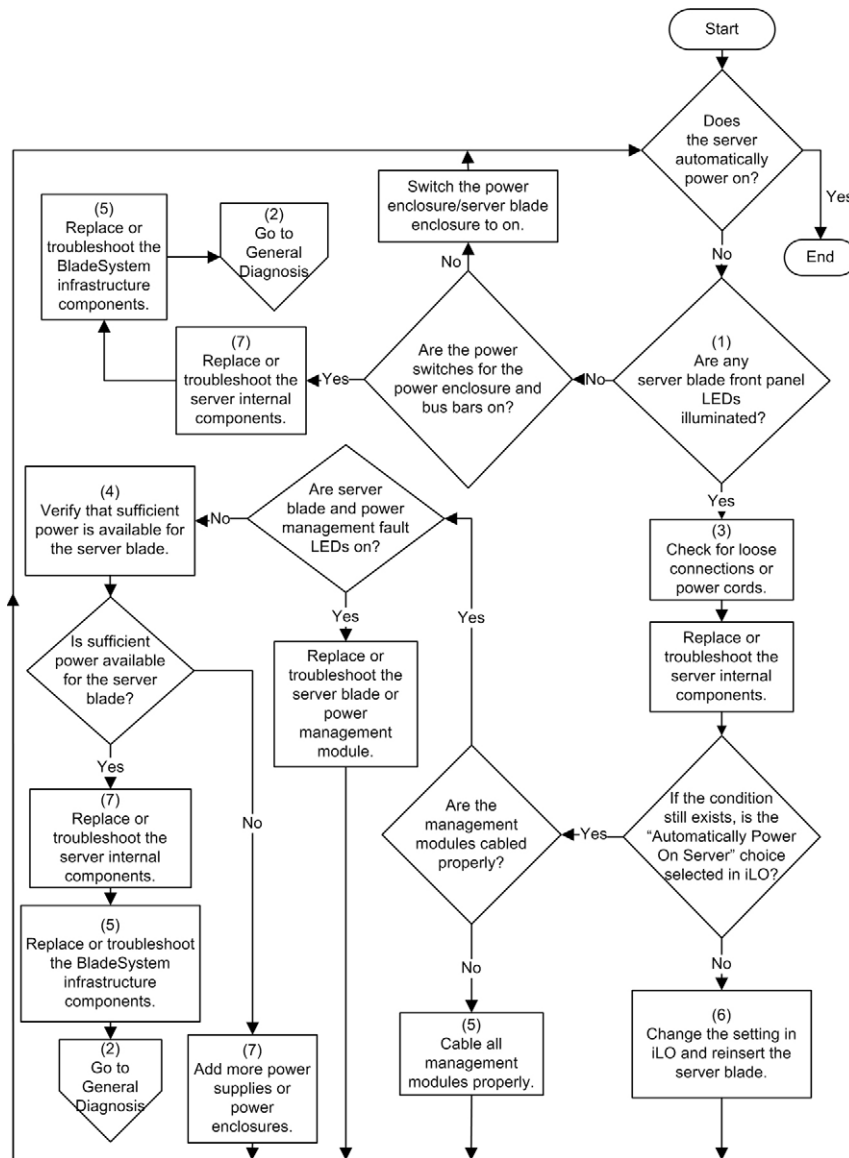 Start
Does
the server
automatically
power on?
Yes
End
No
(1)
Are any
server blade front panel
LEDs
illuminated?
No
Are the power
switches for the
power enclosure and
bus bars on?
No
Switch the power
enclosure/server blade
enclosure to on.
Yes
(7)
Replace or
troubleshoot the
server internal
components.
(5)
Replace or
troubleshoot the
BladeSystem
infrastructure
components.
(2)
Go to
General
Diagnosis
Yes
(3)
Check for loose
connections or
power cords.
Replace or
troubleshoot the
server internal
components.
If the condition
still exists, is the
“Automatically Power
On Server” choice
selected in iLO?
No
(6)
Change the setting in
iLO and reinsert the
server blade.
Yes
Are the
management
modules cabled
properly?
No
(5)
Cable all
management
modules properly.
Yes
Are server
blade and power
management fault
LEDs on?
Yes
Replace or
troubleshoot the
server blade or
power
management
module.
No
(4)
Verify that sufficient
power is available for
the server blade.
Is sufficient
power available
for the server
blade?
No
(7)
Add more power
supplies or
power
enclosures.
Yes
(7)
Replace or
troubleshoot the
server internal
components.
(5)
Replace or troubleshoot
the BladeSystem
infrastructure
components.
(2)
Go to
General
Diagnosis